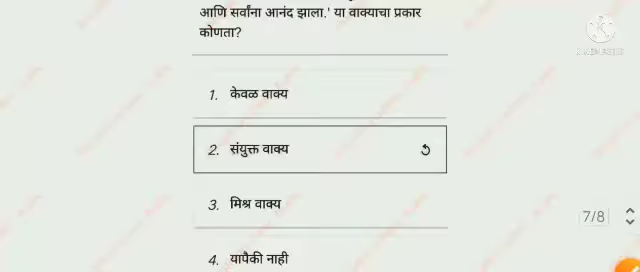 आणि सर्वांना आनंद झाला.' या वाक्याचा प्रकार
कोणता?
1. केवळ वाक्य
2. संयुक्त वाक्य
3. मिश्र वाक्य
7/8
4. यापैकी नाही